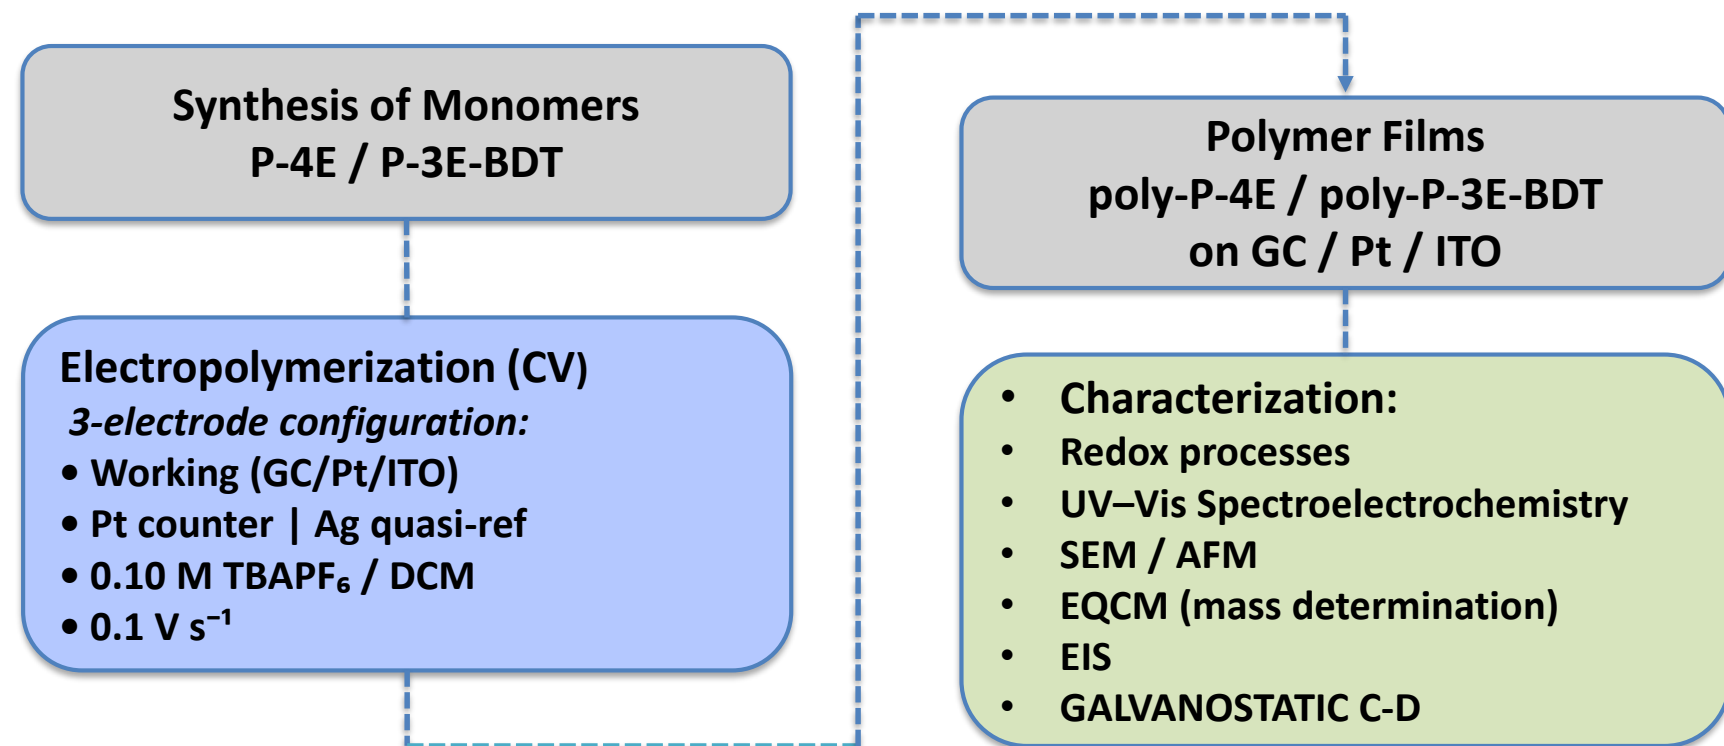 Synthesis of Monomers
P-4E / P-3E-BDT
Electropolymerization (CV)
3-electrode configuration:
• Working (GC/Pt/ITO)
• Pt counter | Ag quasi-ref
• 0.10 M TBAPF₆ / DCM
• 0.1 V s⁻¹
Polymer Films
poly-P-4E / poly-P-3E-BDT
on GC / Pt / ITO
• Characterization:
• Redox processes
• UV–Vis Spectroelectrochemistry
• SEM / AFM
• EQCM (mass determination)
• EIS
• GALVANOSTATIC C-D